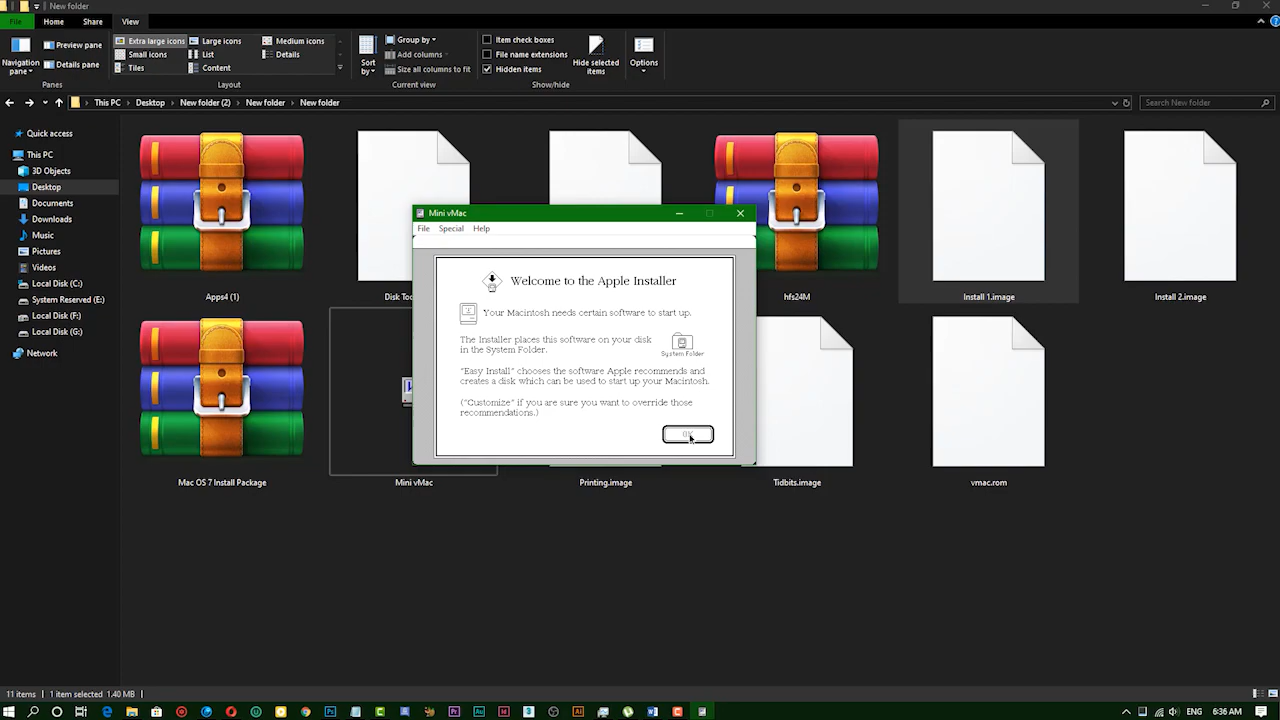 New folder
File Home Share View
Navigation pane
Preview pane
Details pane
Panes
Extra large icons Large icons Medium icons
Small icons List Details
Tiles Content
Layout
Sort by
Group by
Add columns
Size all columns to fit
Current view
Item check boxes
File name extensions
Hidden items
Hide selected items
Show/hide
Options
This PC Desktop New folder (2) New folder New folder
Search New folder
Quick access
This PC
3D Objects
Desktop
Documents
Downloads
Music
Pictures
Videos
Local Disk (C:)
System Reserved (E:)
Local Disk (F:)
Local Disk (G:)
Network
Apps4 (1)
Disk Too
hfs24M
Install 1.image
Install 2.image
Mac OS 7 Install Package
Mini vMac
Printing.image
Tidbits.image
vmac.rom
Mini vMac
File Special Help
Welcome to the Apple Installer
Your Macintosh needs certain software to start up.
The Installer places this software on your disk
in the System Folder.
System Folder
"Easy Install" chooses the software Apple recommends and
creates a disk which can be used to start up your Macintosh.
("Customize" if you are sure you want to override those
recommendations.)
OK
11 items 1 item selected 1.40 MB
ENG 6:36 AM